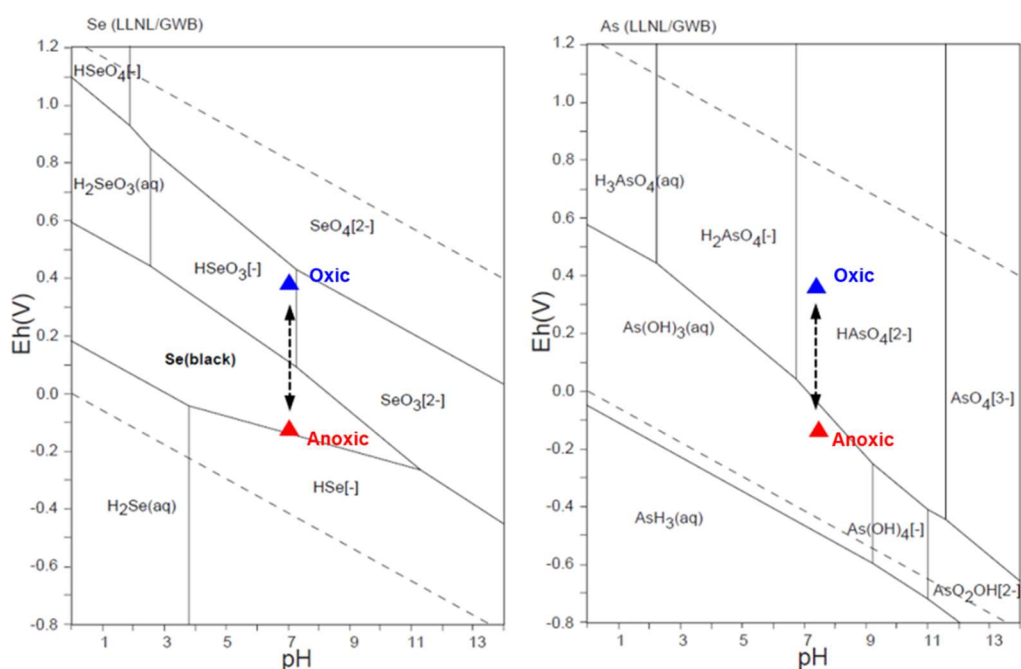 Se (LLNL/GWB)
1.2
1.0
0.8
0.6
0.4
0.2
0.0
-0.2
-0.4
-0.6
-0.8
Eh(V)
HSeO4[-]
H2SeO3(aq)
SeO4[2-]
HSeO3[-]
Oxic
Se(black)
SeO3[2-]
Anoxic
HSe[-]
H2Se(aq)
1 3 5 7 9 11 13
pH
As (LLNL/GWB)
1.2
1.0
0.8
0.6
0.4
0.2
0.0
-0.2
-0.4
-0.6
-0.8
Eh(V)
H3AsO4(aq)
H2AsO4[-]
Oxic
As(OH)3(aq)
HAsO4[2-]
AsO4[3-]
Anoxic
AsH3(aq)
As(OH)4[-]
AsO2OH[2-]
1 3 5 7 9 11 13
pH